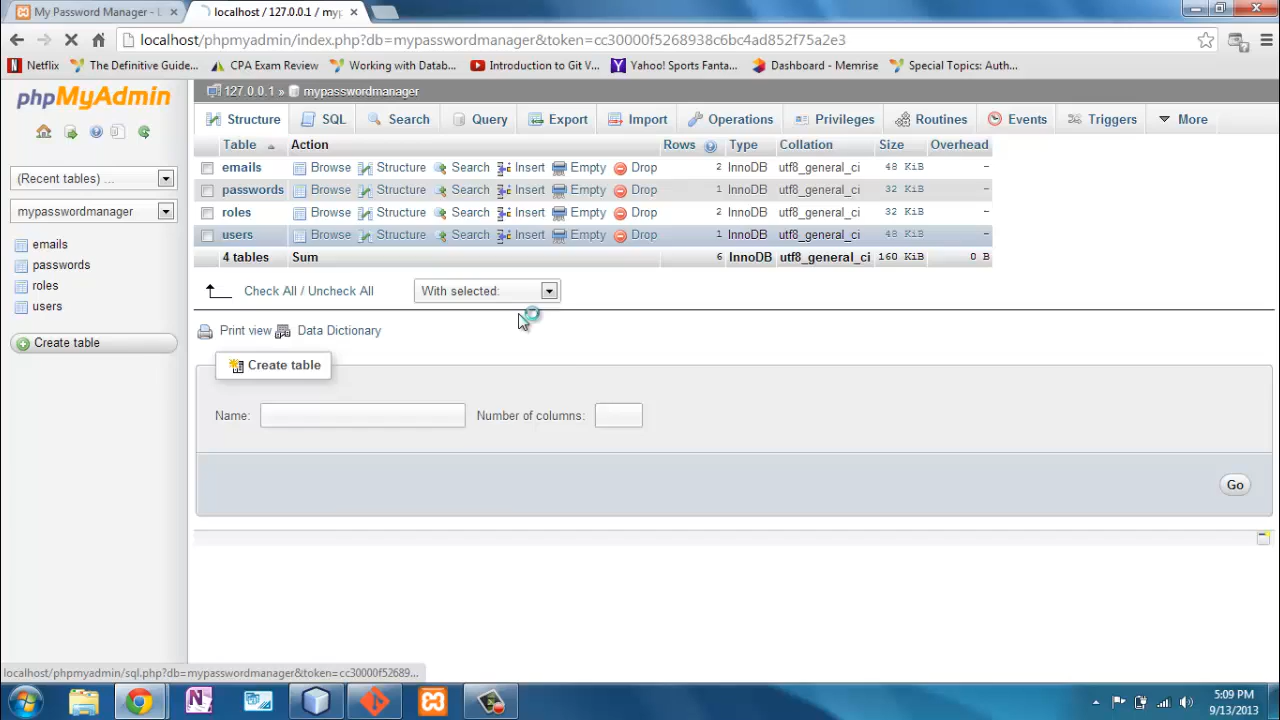 My Password Manager - L
localhost / 127.0.0.1 / myp
localhost/phpmyadmin/index.php?db=mypasswordmanager&token=cc30000f5268938c6bc4ad852f75a2e3
Netflix The Definitive Guide... CPA Exam Review Working with Datab... Introduction to Git V... Yahoo! Sports Fanta... Dashboard - Memrise Special Topics: Auth...
phpMyAdmin
(Recent tables) ...
mypasswordmanager
emails
passwords
roles
users
Create table
127.0.0.1 » mypasswordmanager
Structure SQL Search Query Export Import Operations Privileges Routines Events Triggers More
Table Action Rows Type Collation Size Overhead
emails Browse Structure Search Insert Empty Drop 2 InnoDB utf8_general_ci 48 KiB -
passwords Browse Structure Search Insert Empty Drop 1 InnoDB utf8_general_ci 32 KiB -
roles Browse Structure Search Insert Empty Drop 2 InnoDB utf8_general_ci 32 KiB -
users Browse Structure Search Insert Empty Drop 1 InnoDB utf8_general_ci 48 KiB -
4 tables Sum 6 InnoDB utf8_general_ci 160 KiB 0 B
Check All / Uncheck All With selected:
Print view Data Dictionary
Create table
Name: Number of columns:
Go
localhost/phpmyadmin/sql.php?db=mypasswordmanager&token=cc30000f52689...
5:09 PM
9/13/2013